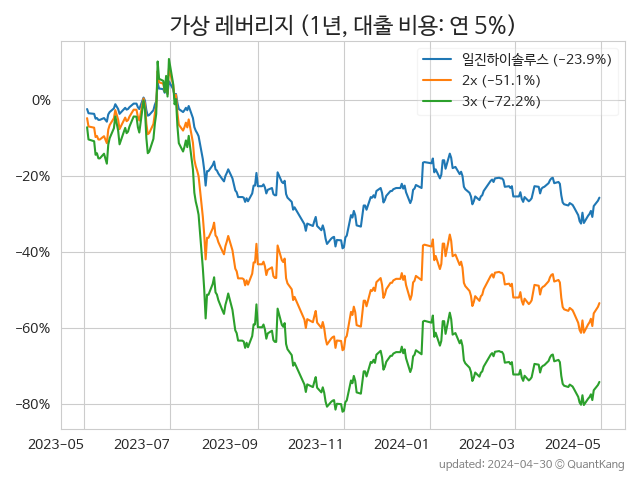 가상 레버리지 (1년, 대출 비용: 연 5%)
일진하이솔루스 (−23.9%)
2x (−51.1%)
3x (−72.2%)
0%
−20%
−40%
−60%
−80%
2023-05 2023-07 2023-09 2023-11 2024-01 2024-03 2024-05
updated: 2024-04-30 © QuantKang